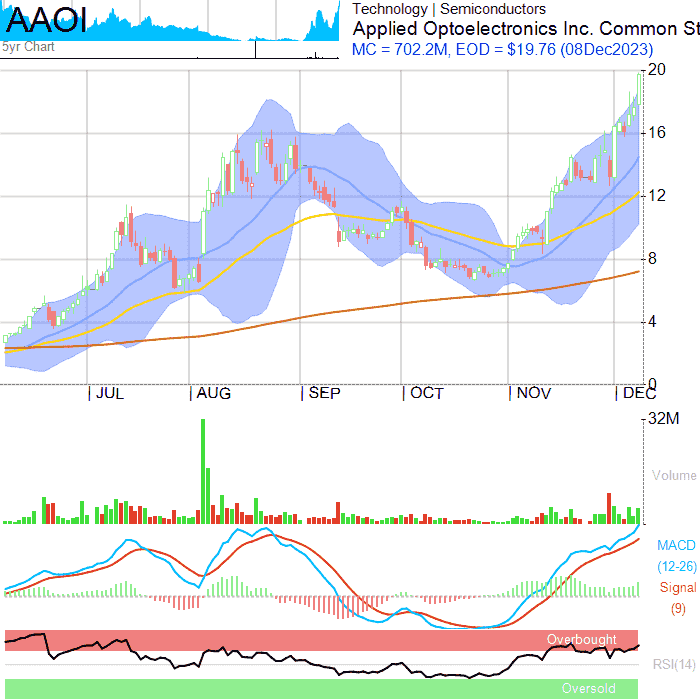 AAOI
5yr Chart
Technology | Semiconductors
Applied Optoelectronics Inc. Common St
MC = 702.2M, EOD = $19.76 (08Dec2023)
20
16
12
8
4
0
JUL AUG SEP OCT NOV DEC
32M
Volume
MACD
(12-26)
Signal
(9)
Overbought
RSI(14)
Oversold